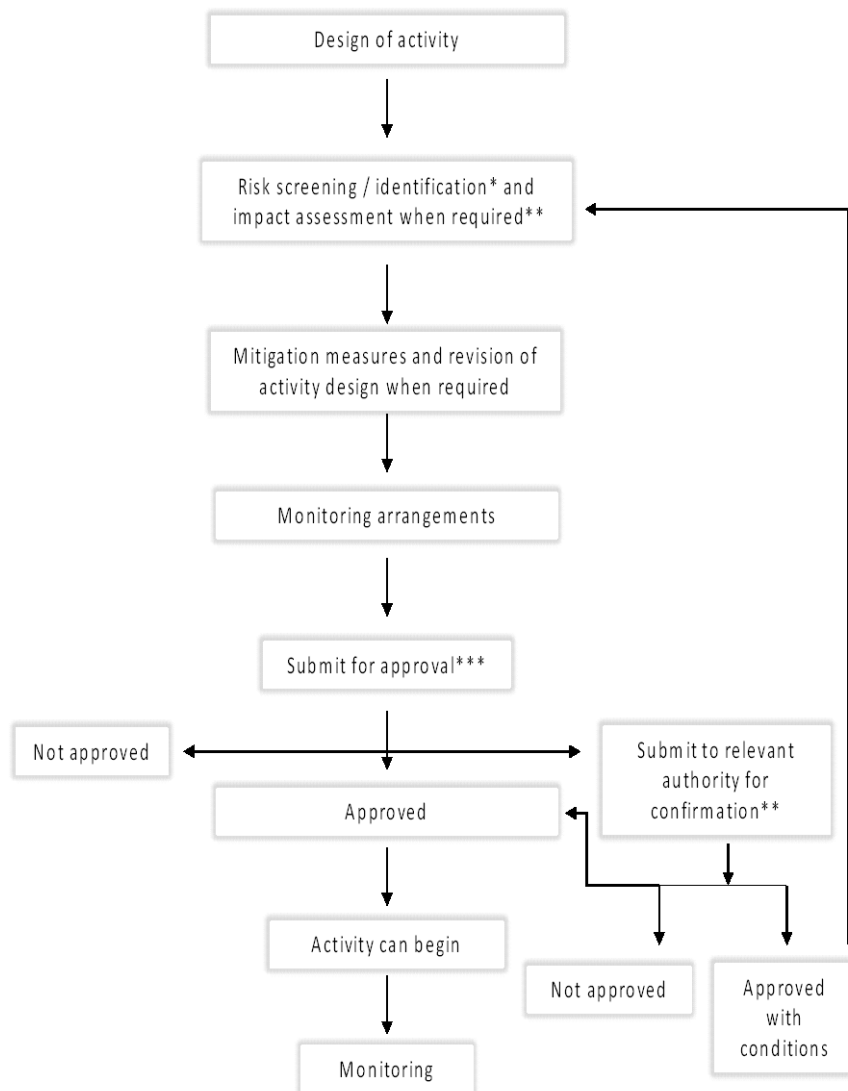 Design of activity
Risk screening / identification* and
impact assessment when required**
Mitigation measures and revision of
activity design when required
Monitoring arrangements
Submit for approval***
Not approved
Submit to relevant
authority for
confirmation**
Approved
Activity can begin
Not approved
Approved
with
conditions
Monitoring